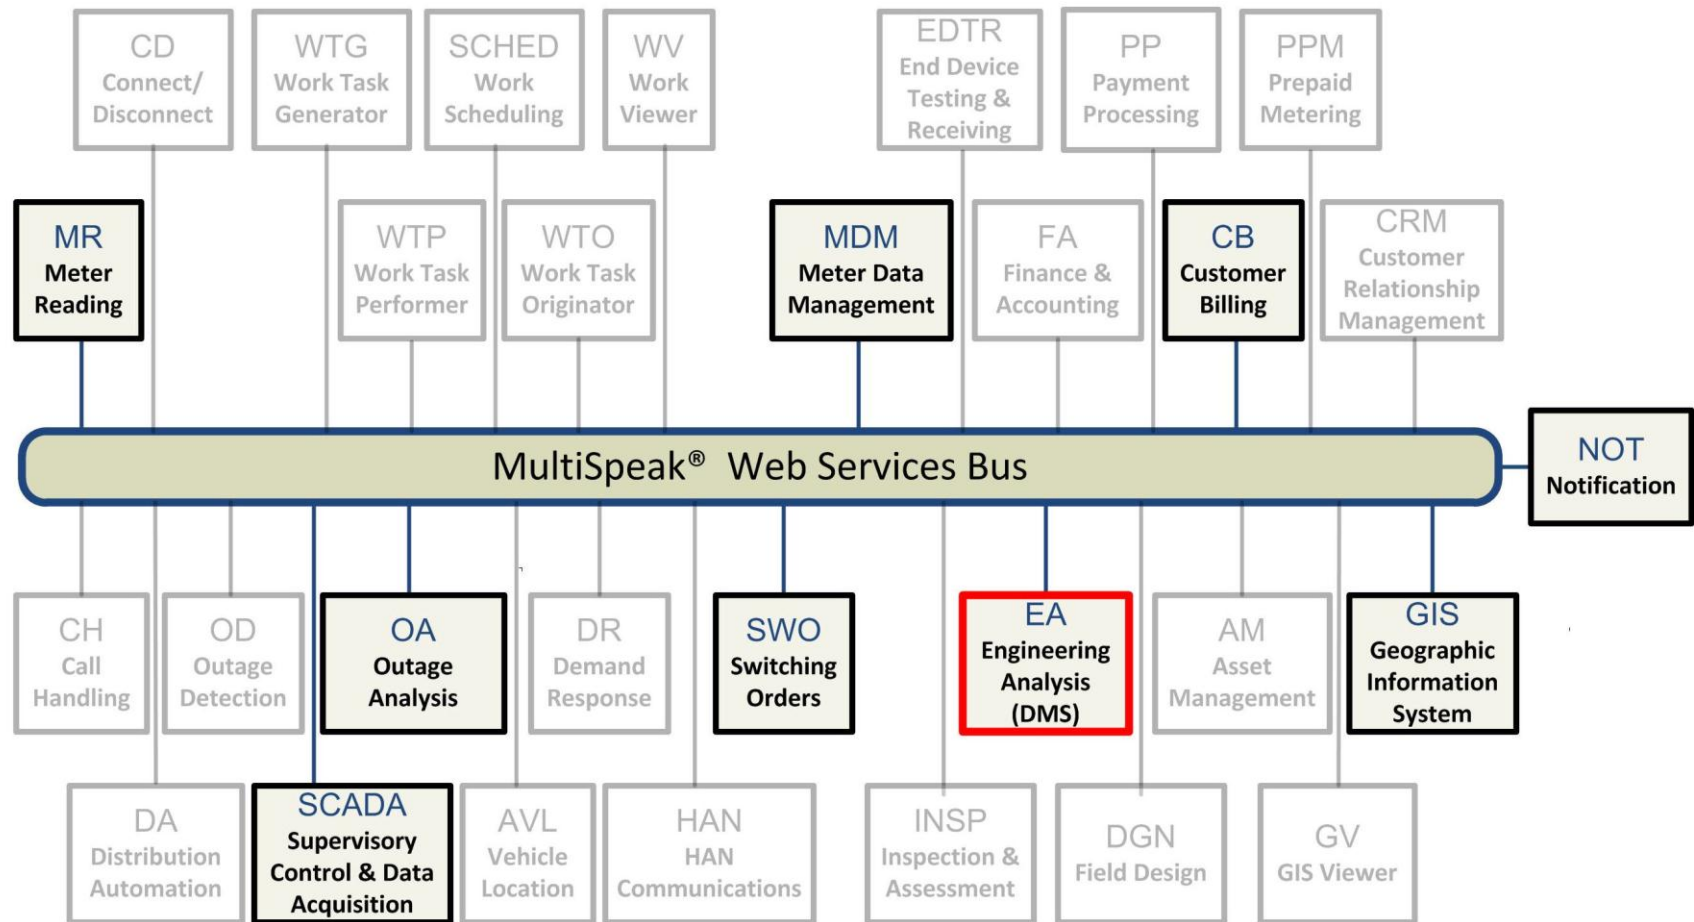 CD
Connect/
Disconnect
WTG
Work Task
Generator
SCHED
Work
Scheduling
WV
Work
Viewer
EDTR
End Device
Testing &
Receiving
PP
Payment
Processing
PPM
Prepaid
Metering
MR
Meter
Reading
WTP
Work Task
Performer
WTO
Work Task
Originator
MDM
Meter Data
Management
FA
Finance &
Accounting
CB
Customer
Billing
CRM
Customer
Relationship
Management
MultiSpeak® Web Services Bus
NOT
Notification
CH
Call
Handling
OD
Outage
Detection
OA
Outage
Analysis
DR
Demand
Response
SWO
Switching
Orders
EA
Engineering
Analysis
(DMS)
AM
Asset
Management
GIS
Geographic
Information
System
DA
Distribution
Automation
SCADA
Supervisory
Control & Data
Acquisition
AVL
Vehicle
Location
HAN
HAN
Communications
INSP
Inspection &
Assessment
DGN
Field Design
GV
GIS Viewer